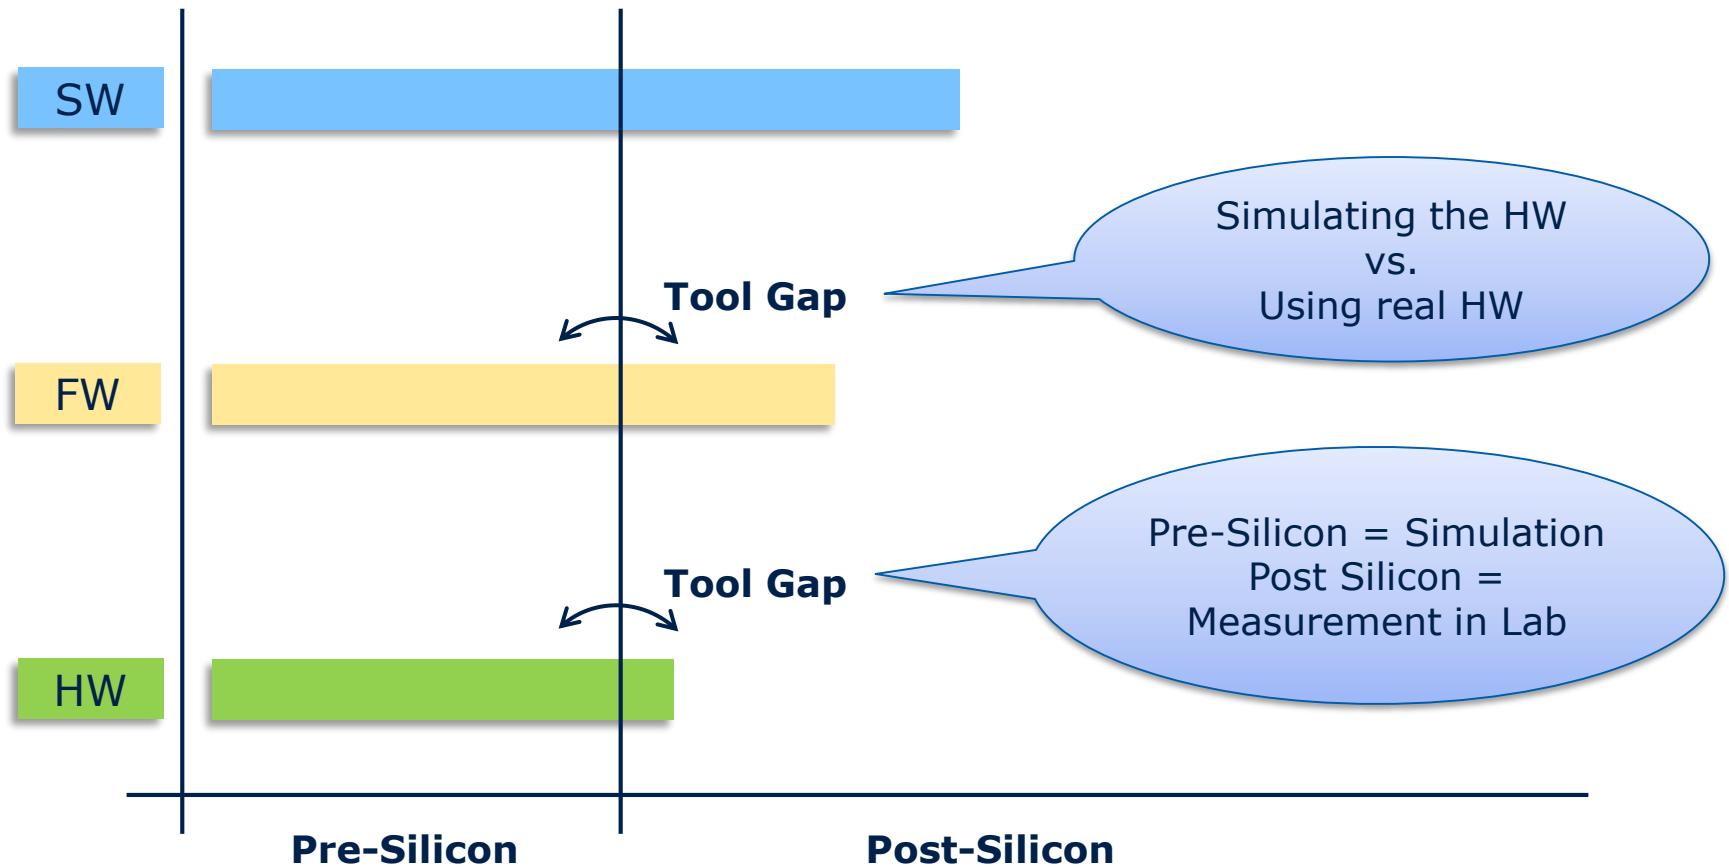 SW
Simulating the HW
vs.
Using real HW
Tool Gap
FW
Pre-Silicon = Simulation
Post Silicon =
Measurement in Lab
Tool Gap
HW
Pre-Silicon
Post-Silicon